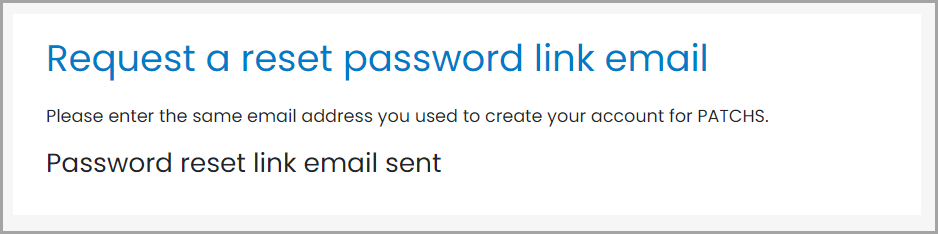 Request a reset password link email
Please enter the same email address you used to create your account for PATCHS.
Password reset link email sent